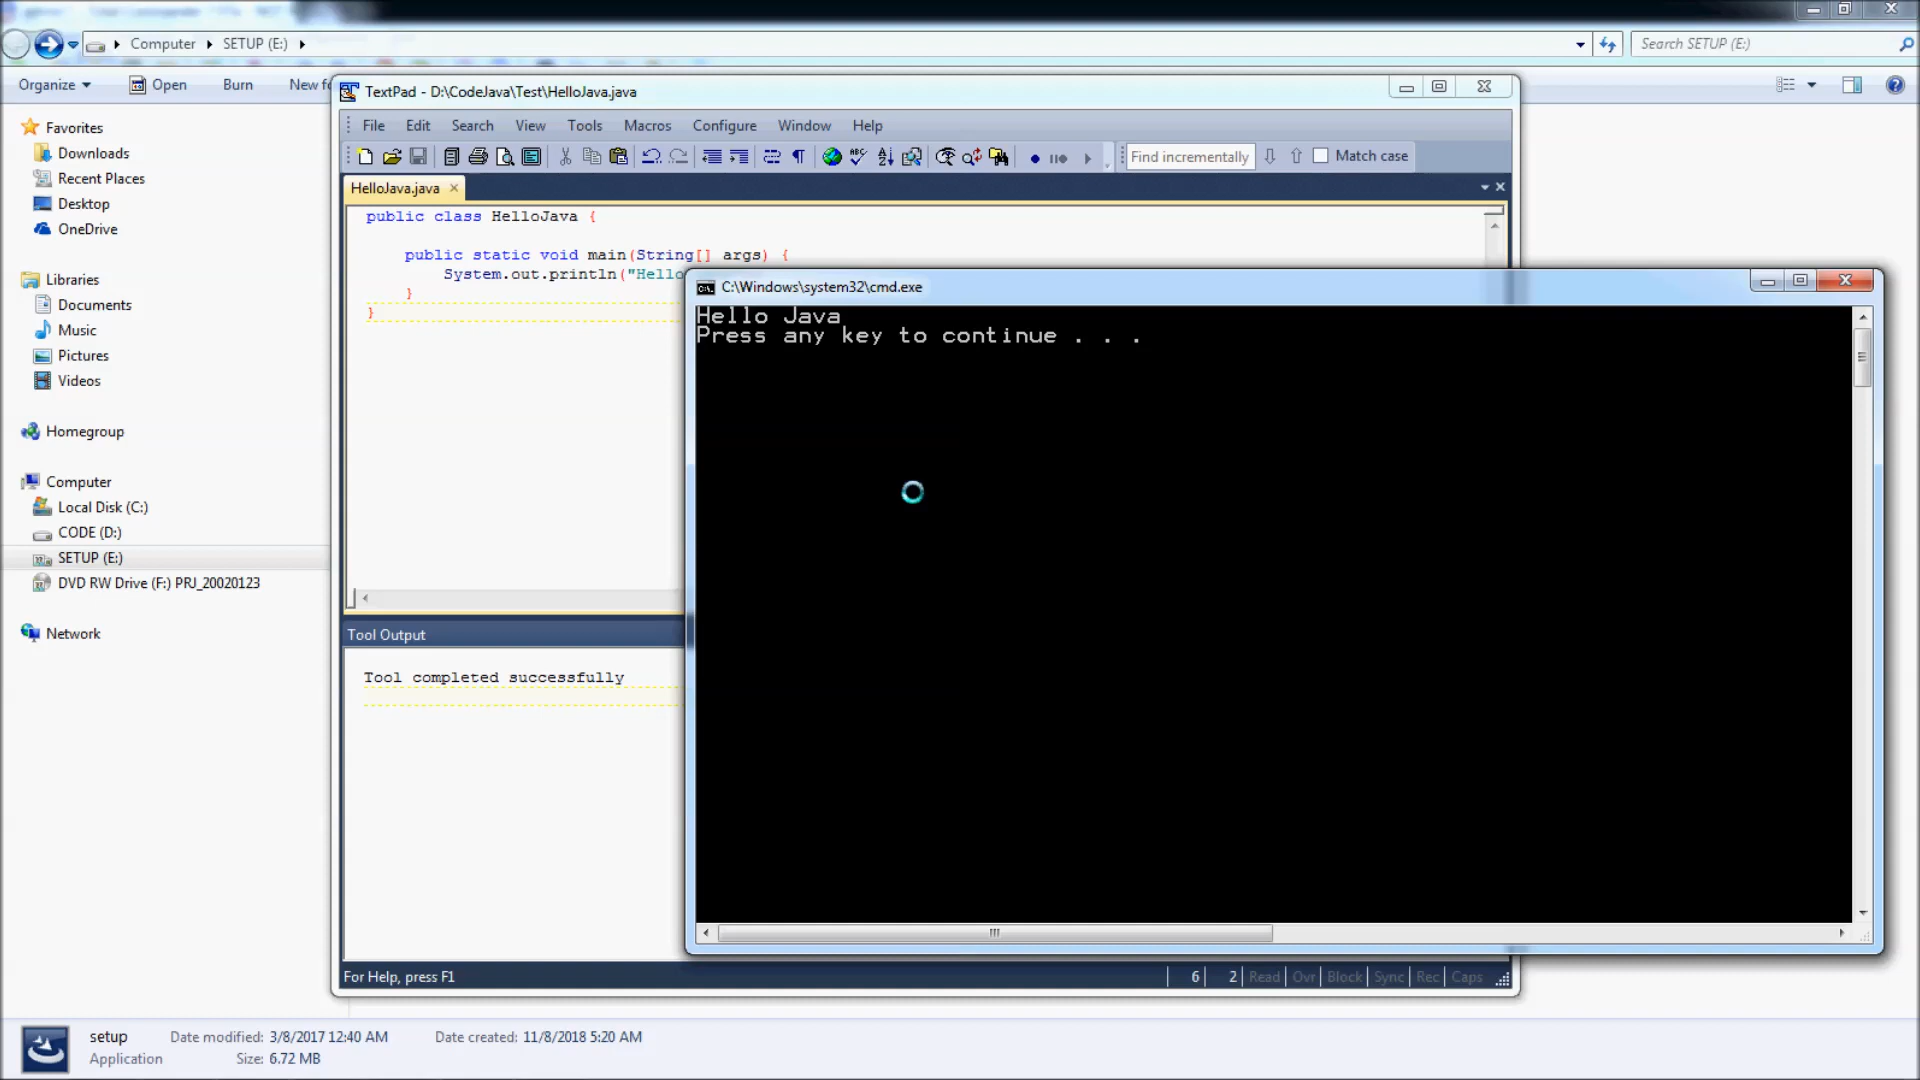 Computer SETUP (E:)
Search SETUP (E:)
Organize Open Burn New fo
Favorites
Downloads
Recent Places
Desktop
OneDrive
Libraries
Documents
Music
Pictures
Videos
Homegroup
Computer
Local Disk (C:)
CODE (D:)
SETUP (E:)
DVD RW Drive (F:) PRJ_20020123
Network
TextPad - D:\CodeJava\Test\HelloJava.java
File Edit Search View Tools Macros Configure Window Help
Find incrementally Match case
HelloJava.java
public class HelloJava {
public static void main(String[] args) {
System.out.println("Hello
}
}
Tool Output
Tool completed successfully
For Help, press F1
6 2 Read Ovr Block Sync Rec Caps
C:\Windows\system32\cmd.exe
Hello Java
Press any key to continue . . .
setup Date modified: 3/8/2017 12:40 AM Date created: 11/8/2018 5:20 AM
Application Size: 6.72 MB